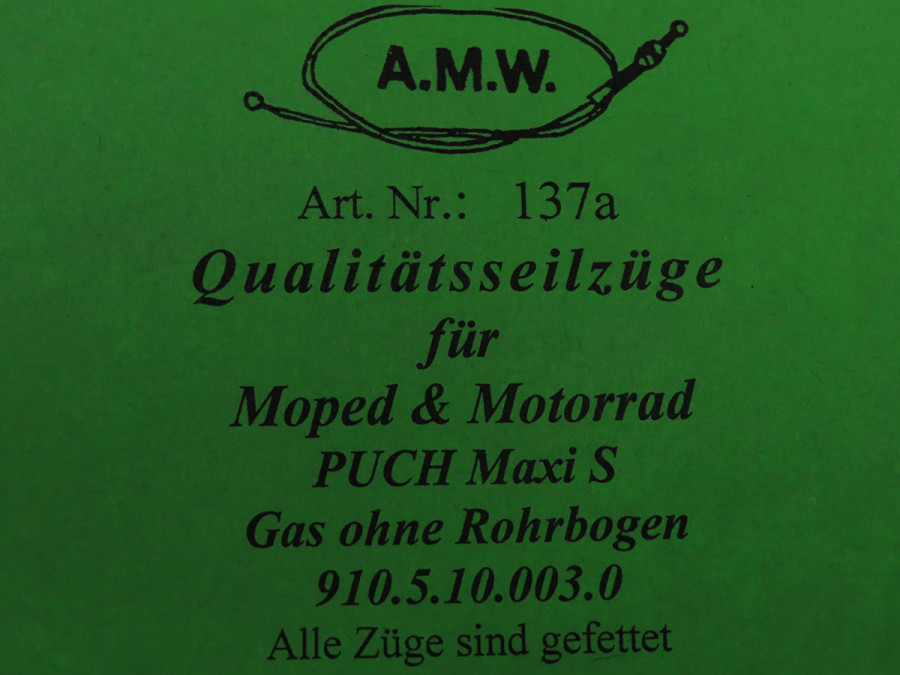 A.M.W.
Art. Nr.: 137a
Qualitätsseilzüge
für
Moped & Motorrad
PUCH Maxi S
Gas ohne Rohrbogen
910.5.10.003.0
Alle Züge sind gefettet